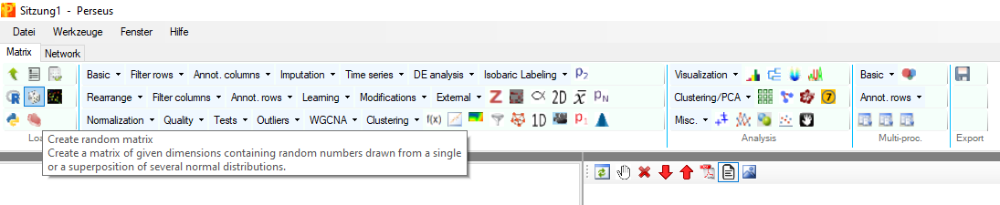 Sitzung1 - Perseus
Datei Werkzeuge Fenster Hilfe
Matrix Network
Basic Filter rows Annot. columns Imputation Time series DE analysis Isobaric Labeling p2 Visualization Basic
Rearrange Filter columns Annot. rows Learning Modifications External Z 2D x̅ pN Clustering/PCA 7 Annot. rows
Normalization Quality Tests Outliers WGCNA Clustering f(x) 1D p1 Misc.
Loa Analysis Multi-proc. Export
Create random matrix
Create a matrix of given dimensions containing random numbers drawn from a single
or a superposition of several normal distributions.